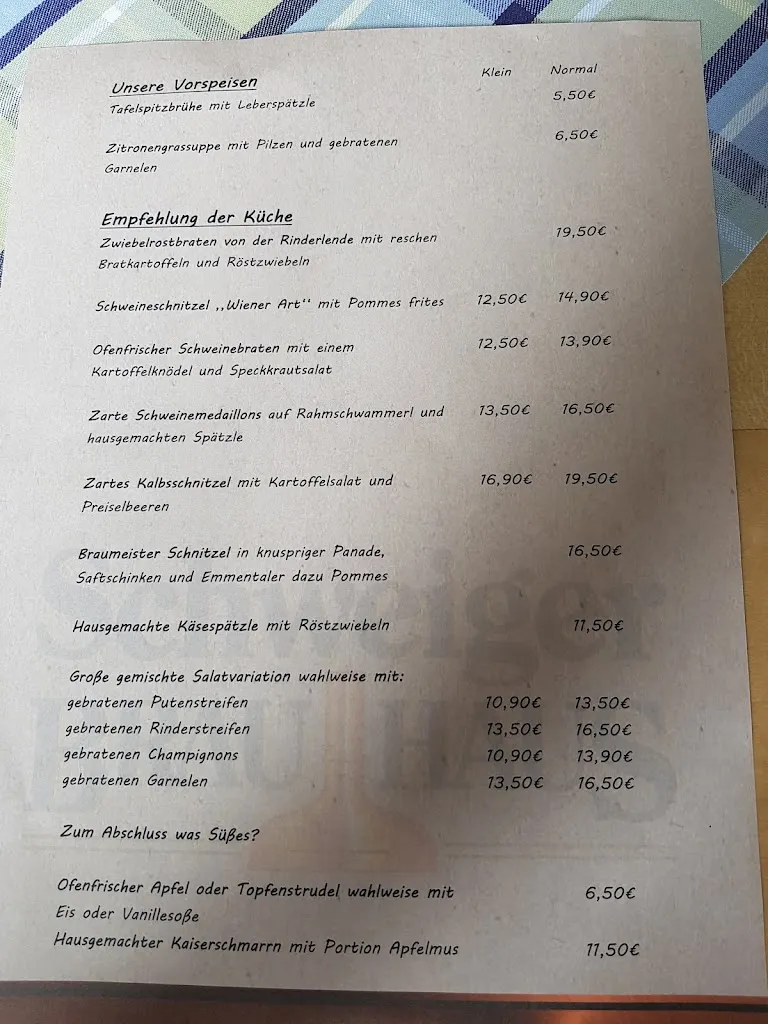 Klein Normal
Unsere Vorspeisen
Tafelspitzbrühe mit Leberspätzle 5,50€
Zitronengrassuppe mit Pilzen und gebratenen 6,50€
Garnelen
Empfehlung der Küche
Zwiebelrostbraten von der Rinderlende mit reschen 19,50€
Bratkartoffeln und Röstzwiebeln
Schweineschnitzel ,,Wiener Art" mit Pommes frites 12,50€ 14,90€
Ofenfrischer Schweinebraten mit einem 12,50€ 13,90€
Kartoffelknödel und Speckkrautsalat
Zarte Schweinemedaillons auf Rahmschwammerl und 13,50€ 16,50€
hausgemachten Spätzle
Zartes Kalbsschnitzel mit Kartoffelsalat und 16,90€ 19,50€
Preiselbeeren
Braumeister Schnitzel in knuspriger Panade, 16,50€
Saftschinken und Emmentaler dazu Pommes
Hausgemachte Käsespätzle mit Röstzwiebeln 11,50€
Große gemischte Salatvariation wahlweise mit:
gebratenen Putenstreifen 10,90€ 13,50€
gebratenen Rinderstreifen 13,50€ 16,50€
gebratenen Champignons 10,90€ 13,90€
gebratenen Garnelen 13,50€ 16,50€
Zum Abschluss was Süßes?
Ofenfrischer Apfel oder Topfenstrudel wahlweise mit 6,50€
Eis oder Vanillesoße
Hausgemachter Kaiserschmarrn mit Portion Apfelmus 11,50€
Schweiger